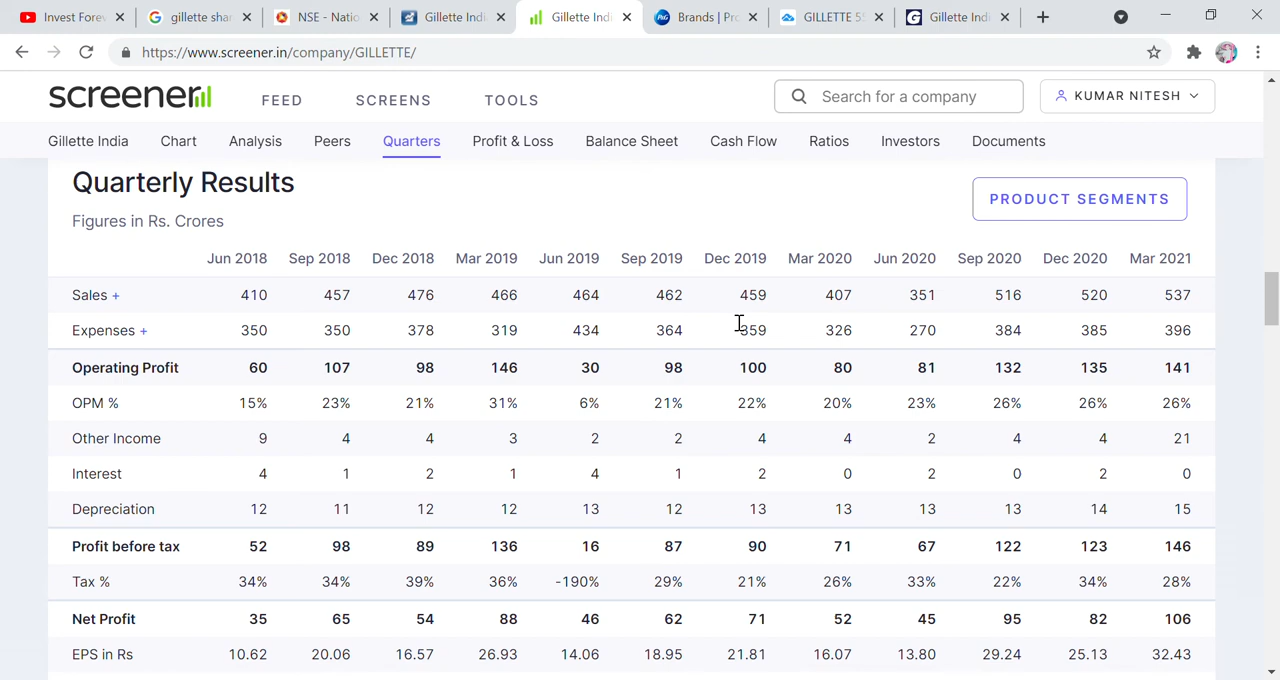 Invest Forev
gillette shar
NSE - Natio
Gillette Indi
Gillette Indi
Brands | Pro
GILLETTE 5
Gillette Indi
https://www.screener.in/company/GILLETTE/
screener
FEED SCREENS TOOLS
Search for a company
KUMAR NITESH
Gillette India Chart Analysis Peers Quarters Profit & Loss Balance Sheet Cash Flow Ratios Investors Documents
Quarterly Results
PRODUCT SEGMENTS
Figures in Rs. Crores
Jun 2018 Sep 2018 Dec 2018 Mar 2019 Jun 2019 Sep 2019 Dec 2019 Mar 2020 Jun 2020 Sep 2020 Dec 2020 Mar 2021
Sales + 410 457 476 466 464 462 459 407 351 516 520 537
Expenses + 350 350 378 319 434 364 359 326 270 384 385 396
Operating Profit 60 107 98 146 30 98 100 80 81 132 135 141
OPM % 15% 23% 21% 31% 6% 21% 22% 20% 23% 26% 26% 26%
Other Income 9 4 4 3 2 2 4 4 2 4 4 21
Interest 4 1 2 1 4 1 2 0 2 0 2 0
Depreciation 12 11 12 12 13 12 13 13 13 13 14 15
Profit before tax 52 98 89 136 16 87 90 71 67 122 123 146
Tax % 34% 34% 39% 36% -190% 29% 21% 26% 33% 22% 34% 28%
Net Profit 35 65 54 88 46 62 71 52 45 95 82 106
EPS in Rs 10.62 20.06 16.57 26.93 14.06 18.95 21.81 16.07 13.80 29.24 25.13 32.43